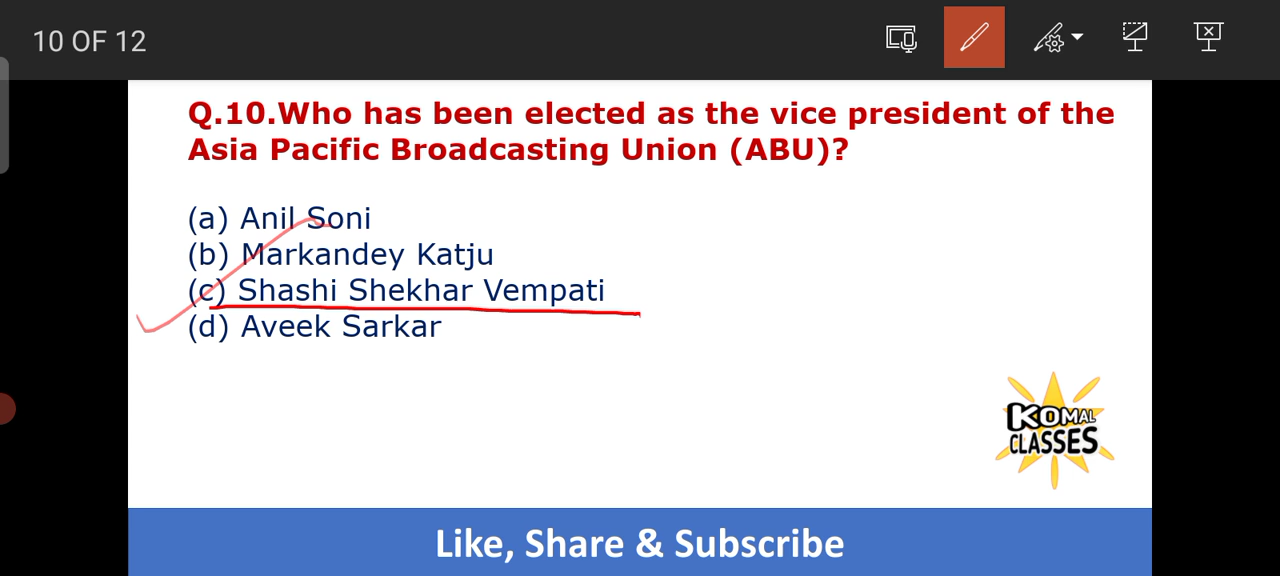 10 OF 12
Q.10.Who has been elected as the vice president of the
Asia Pacific Broadcasting Union (ABU)?
(a) Anil Soni
(b) Markandey Katju
(c) Shashi Shekhar Vempati
(d) Aveek Sarkar
KOMAL
CLASSES
Like, Share & Subscribe